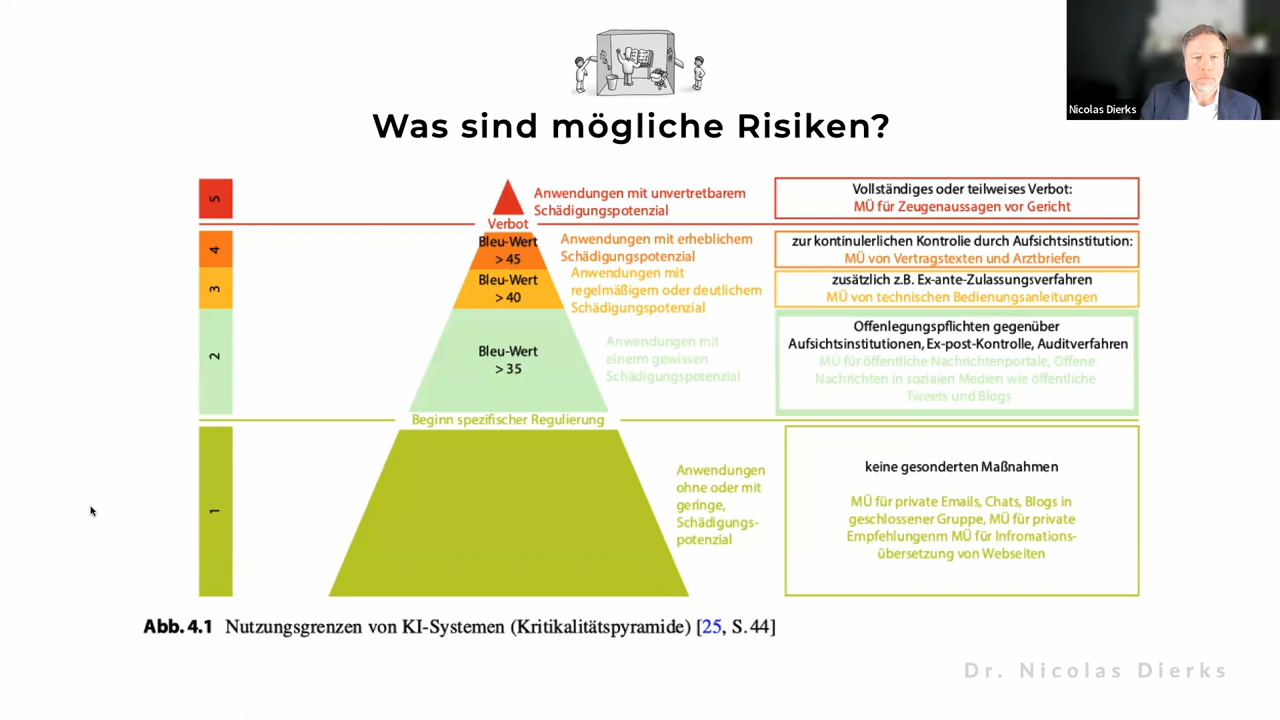 Nicolas Dierks
Was sind mögliche Risiken?
5
Anwendungen mit unvertretbarem
Schädigungspotenzial
Vollständiges oder teilweises Verbot:
MÜ für Zeugenaussagen vor Gericht
Verbot
4
Bleu-Wert
> 45
Anwendungen mit erheblichem
Schädigungspotenzial
zur kontinulerlichen Kontrolie durch Aufsichtsinstitution:
MÜ von Vertragstexten und Arztbriefen
3
Bleu-Wert
> 40
Anwendungen mit
regelmäßigem oder deutlichem
Schädigungspotenzial
zusätzlich z.B. Ex-ante-Zulassungsverfahren
MÜ von technischen Bedienungsanleitungen
2
Bleu-Wert
> 35
Anwendungen mit
einerm gewissen
Schädigungspotenzial
Offenlegungspflichten gegenüber
Aufsichtsinstitutionen, Ex-post-Kontrolle, Auditverfahren
MÜ für öffentliche Nachrichtenportale, Offene
Nachrichten in sozialen Medien wie öffentliche
Tweets und Blogs
Beginn spezifischer Regulierung
1
Anwendungen
ohne oder mit
geringe,
Schädigungs-
potenzial
keine gesonderten Maßnahmen
MÜ für private Emails, Chats, Blogs in
geschlossener Gruppe, MÜ für private
Empfehlungenm MÜ für Infromations-
übersetzung von Webseiten
Abb. 4.1 Nutzungsgrenzen von KI-Systemen (Kritikalitätspyramide) [25, S. 44]
Dr. Nicolas Dierks